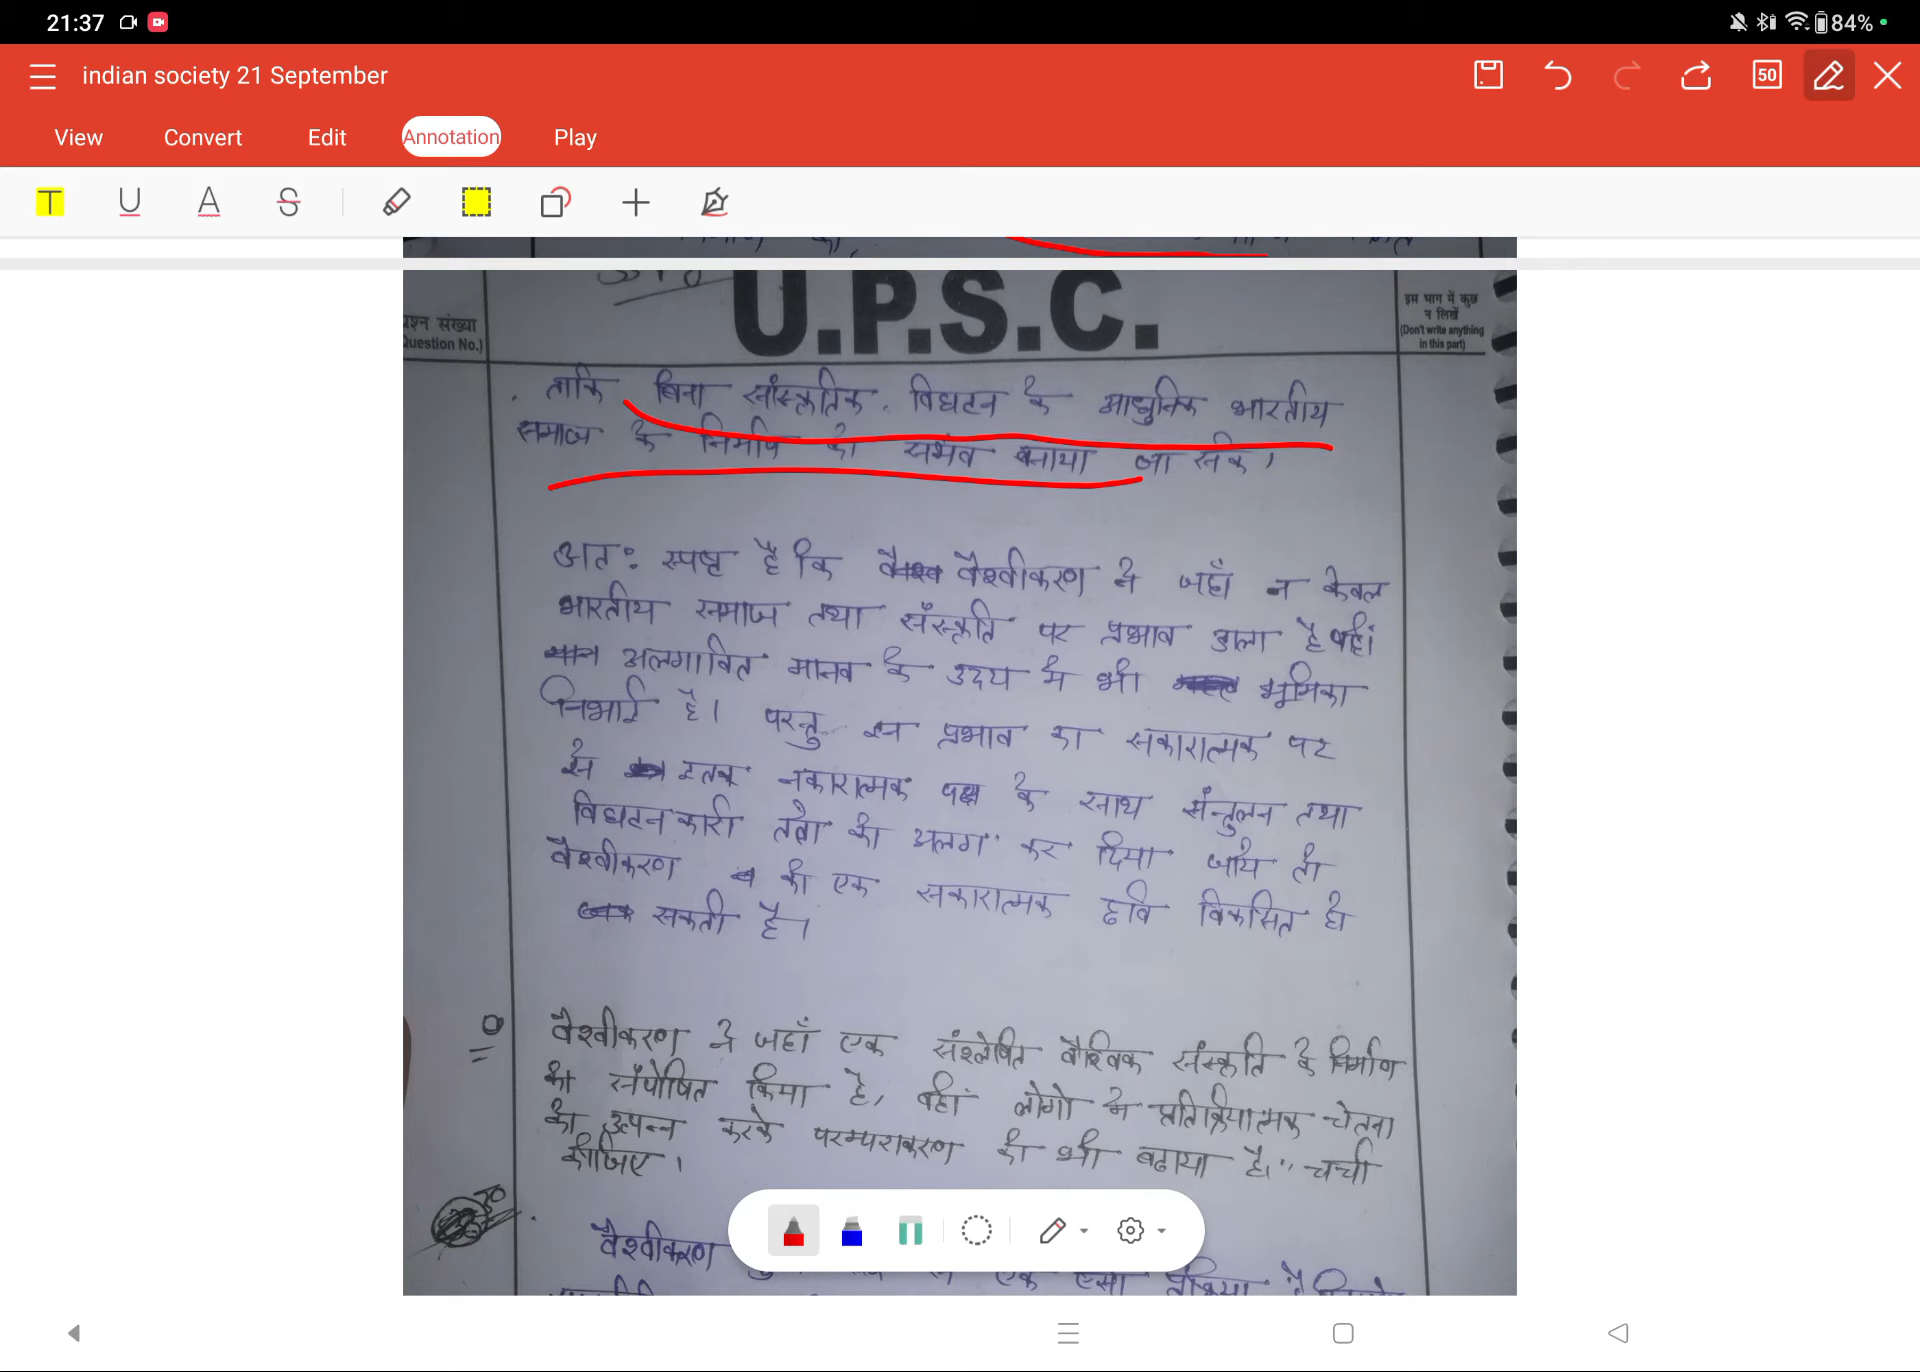 21:37
84%
indian society 21 September
50
View Convert Edit Annotation Play
U.P.S.C.
प्रश्न संख्या
(Question No.)
इस भाग में कुछ
न लिखें
(Don't write anything
in this part)
ताकि बिना सांस्कृतिक विघटन के आधुनिक भारतीय
समाज के निर्माण को संभव बनाया जा सके।
अतः स्पष्ट है कि वैश्वीकरण ने जहाँ न केवल
भारतीय समाज तथा संस्कृति पर प्रभाव डाला है वहीं
अलगावित मानव के उदय में भी भूमिका
निभाई है। परन्तु इन प्रभाव का सकारात्मक पर
से नकारात्मक पक्ष के साथ संन्तुलन तथा
विघटनकारी तत्वों को अलग कर दिया जाय तो
वैश्वीकरण की एक सकारात्मक छवि विकसित हो
सकती है।
वैश्वीकरण ने जहाँ एक संश्लेषित वैश्विक संस्कृति के निर्माण
को संपोषित किया है, वहीं लोगो में प्रतिक्रियात्मक चेतना
को उत्पन्न करके परम्पराकरण को भी बढाया है।" चर्चा
कीजिए।
वैश्वीकरण
एक